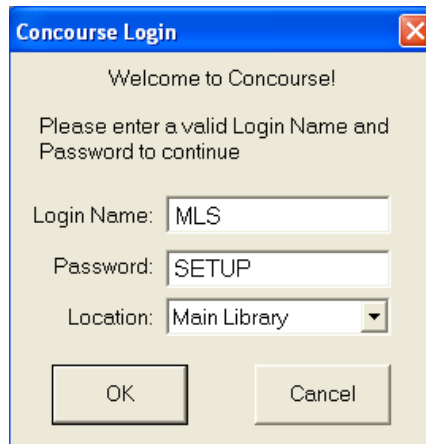 Concourse Login
Welcome to Concourse!
Please enter a valid Login Name and
Password to continue
Login Name: MLS
Password: SETUP
Location: Main Library
OK Cancel